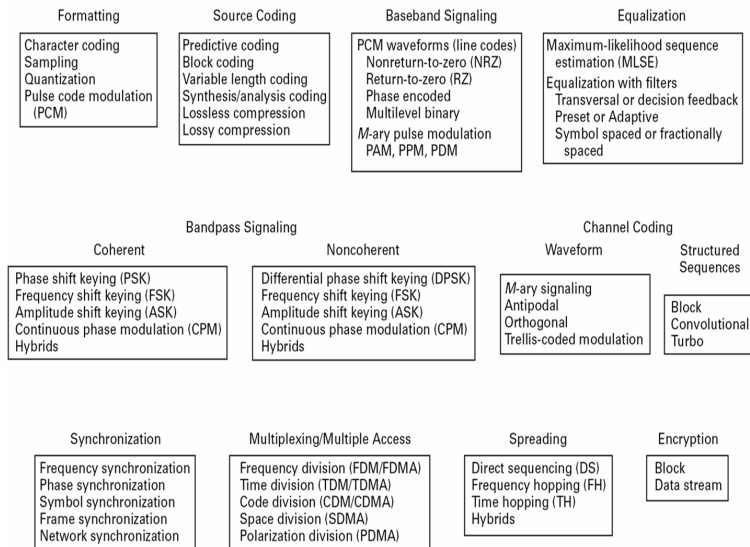 Formatting
Character coding
Sampling
Quantization
Pulse code modulation
(PCM)
Source Coding
Predictive coding
Block coding
Variable length coding
Synthesis/analysis coding
Lossless compression
Lossy compression
Baseband Signaling
PCM waveforms (line codes)
Nonreturn-to-zero (NRZ)
Return-to-zero (RZ)
Phase encoded
Multilevel binary
M-ary pulse modulation
PAM, PPM, PDM
Equalization
Maximum-likelihood sequence
estimation (MLSE)
Equalization with filters
Transversal or decision feedback
Preset or Adaptive
Symbol spaced or fractionally
spaced
Bandpass Signaling
Coherent
Phase shift keying (PSK)
Frequency shift keying (FSK)
Amplitude shift keying (ASK)
Continuous phase modulation (CPM)
Hybrids
Noncoherent
Differential phase shift keying (DPSK)
Frequency shift keying (FSK)
Amplitude shift keying (ASK)
Continuous phase modulation (CPM)
Hybrids
Channel Coding
Waveform
M-ary signaling
Antipodal
Orthogonal
Trellis-coded modulation
Structured
Sequences
Block
Convolutional
Turbo
Synchronization
Frequency synchronization
Phase synchronization
Symbol synchronization
Frame synchronization
Network synchronization
Multiplexing/Multiple Access
Frequency division (FDM/FDMA)
Time division (TDM/TDMA)
Code division (CDM/CDMA)
Space division (SDMA)
Polarization division (PDMA)
Spreading
Direct sequencing (DS)
Frequency hopping (FH)
Time hopping (TH)
Hybrids
Encryption
Block
Data stream